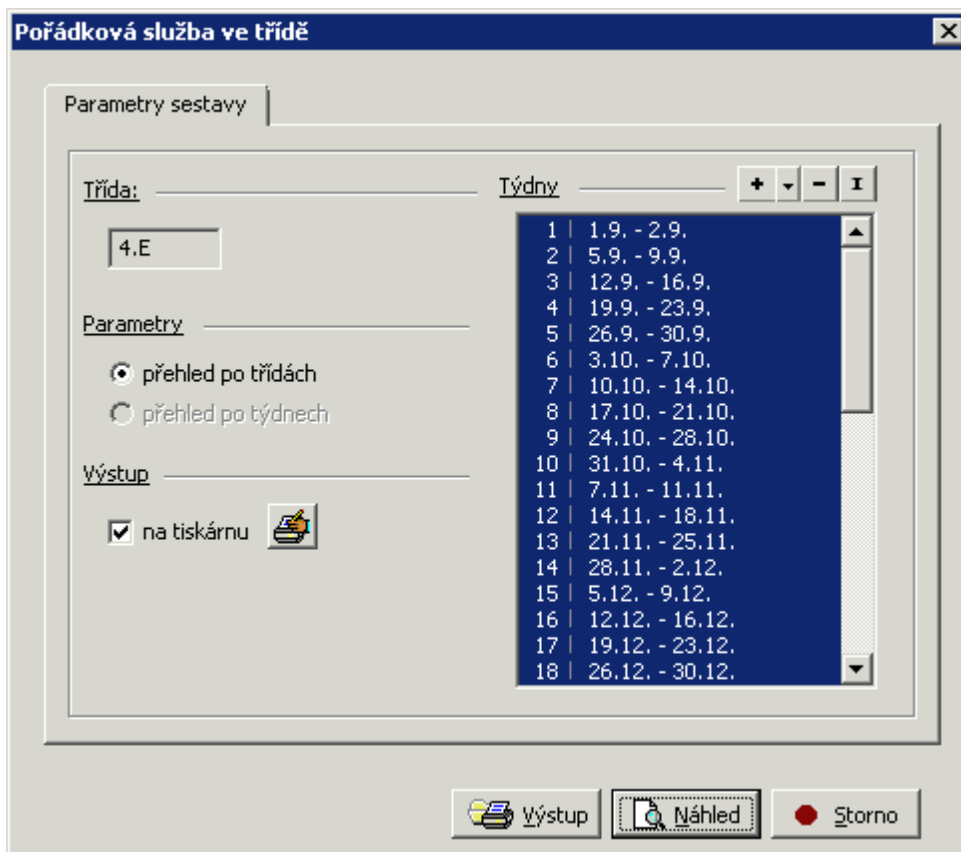 Pořádková služba ve třídě
Parametry sestavy
Třída:
4.E
Parametry
přehled po třídách
přehled po týdnech
Výstup
na tiskárnu
Týdny
1 | 1.9. - 2.9.
2 | 5.9. - 9.9.
3 | 12.9. - 16.9.
4 | 19.9. - 23.9.
5 | 26.9. - 30.9.
6 | 3.10. - 7.10.
7 | 10.10. - 14.10.
8 | 17.10. - 21.10.
9 | 24.10. - 28.10.
10 | 31.10. - 4.11.
11 | 7.11. - 11.11.
12 | 14.11. - 18.11.
13 | 21.11. - 25.11.
14 | 28.11. - 2.12.
15 | 5.12. - 9.12.
16 | 12.12. - 16.12.
17 | 19.12. - 23.12.
18 | 26.12. - 30.12.
Výstup
Náhled
Storno